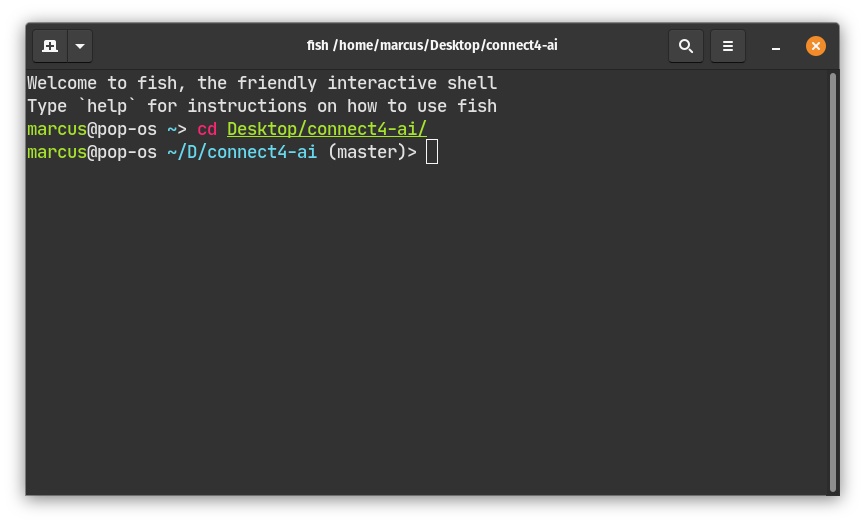 fish /home/marcus/Desktop/connect4-ai
Welcome to fish, the friendly interactive shell
Type `help` for instructions on how to use fish
marcus@pop-os ~> cd Desktop/connect4-ai/
marcus@pop-os ~/D/connect4-ai (master)>